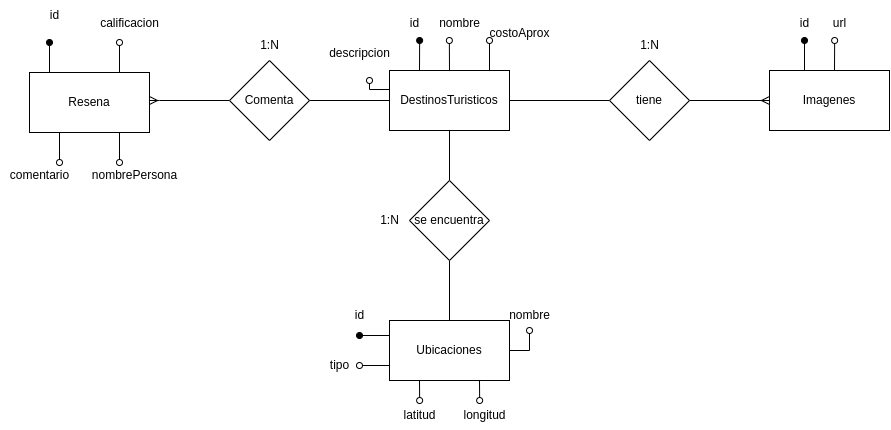 id
calificacion
1:N
descripcion
id
nombre
costoAprox
1:N
id
url
Resena
Comenta
DestinosTuristicos
tiene
Imagenes
comentario
nombrePersona
1:N
se encuentra
id
nombre
tipo
Ubicaciones
latitud
longitud